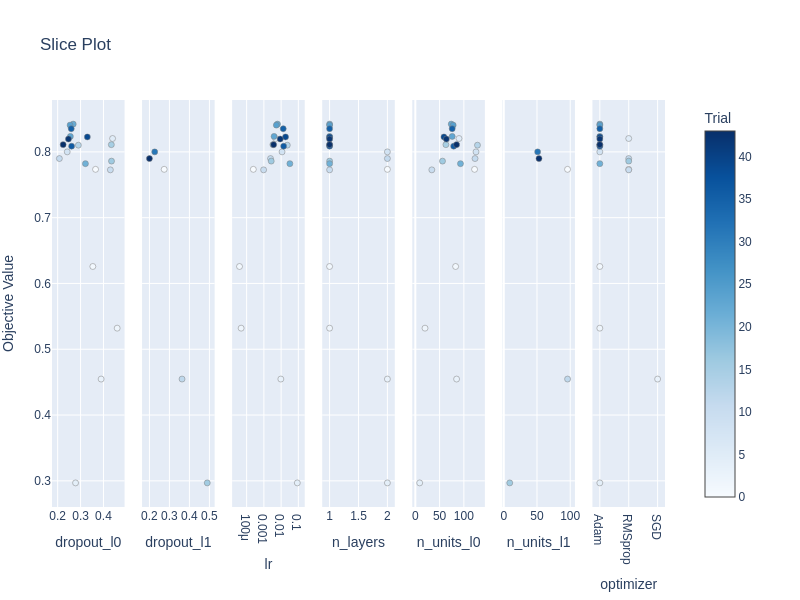 Slice Plot
Trial
Objective Value
0.8
0.7
0.6
0.5
0.4
0.3
0.2 0.3 0.4
dropout_l0
0.2 0.3 0.4 0.5
dropout_l1
100μ 0.001 0.01 0.1
lr
1 1.5 2
n_layers
0 50 100
n_units_l0
0 50 100
n_units_l1
Adam RMSprop SGD
optimizer
40
35
30
25
20
15
10
5
0